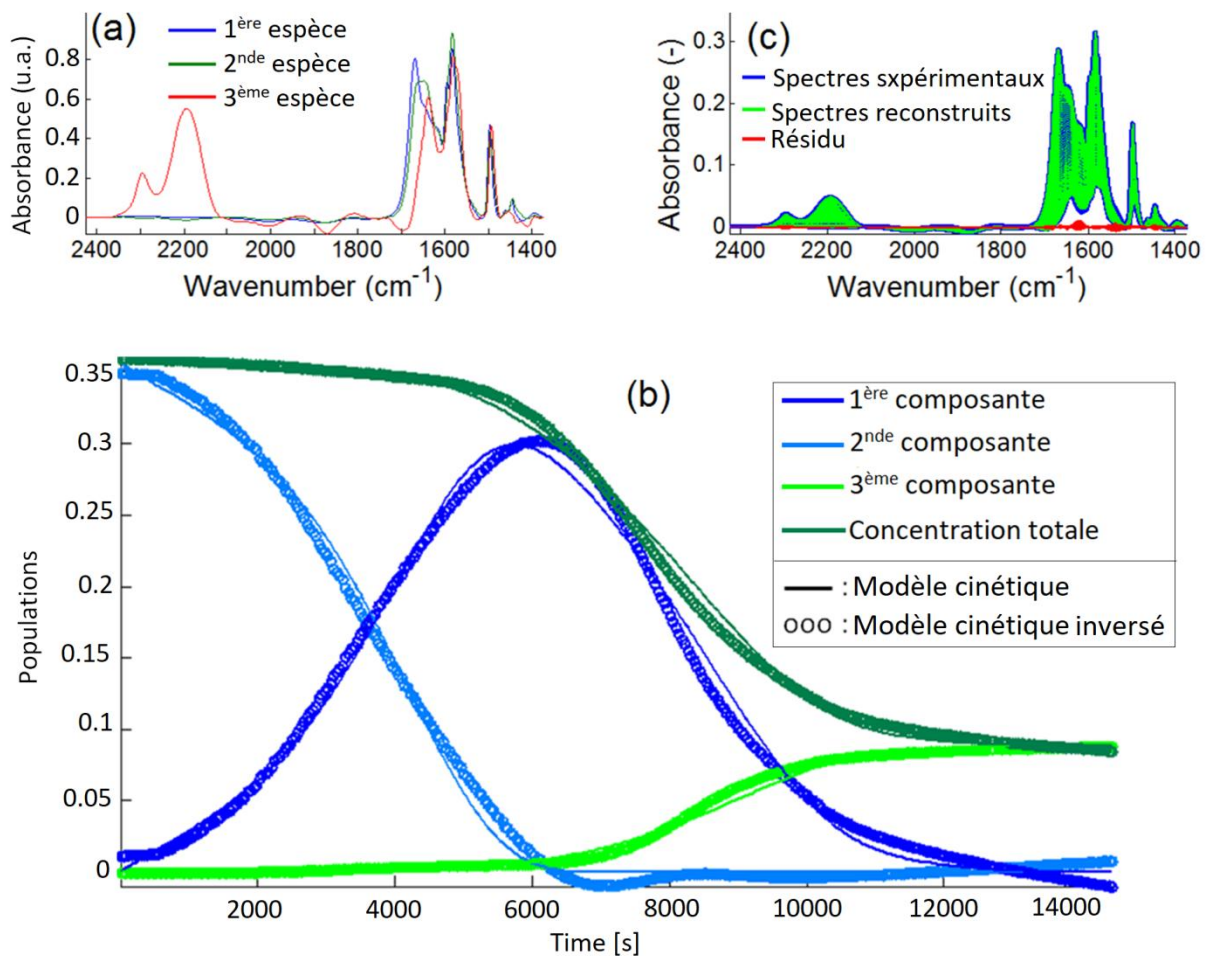 (a)
1ère espèce
2nde espèce
3ème espèce
Absorbance (u.a.)
0.8
0.6
0.4
0.2
0
2400 2200 2000 1800 1600 1400
Wavenumber (cm-1)
(c)
Spectres sxpérimentaux
Spectres reconstruits
Résidu
Absorbance (-)
0.3
0.2
0.1
0
2400 2200 2000 1800 1600 1400
Wavenumber (cm-1)
(b)
1ère composante
2nde composante
3ème composante
Concentration totale
— : Modèle cinétique
ooo : Modèle cinétique inversé
Populations
0.35
0.3
0.25
0.2
0.15
0.1
0.05
0
2000 4000 6000 8000 10000 12000 14000
Time [s]